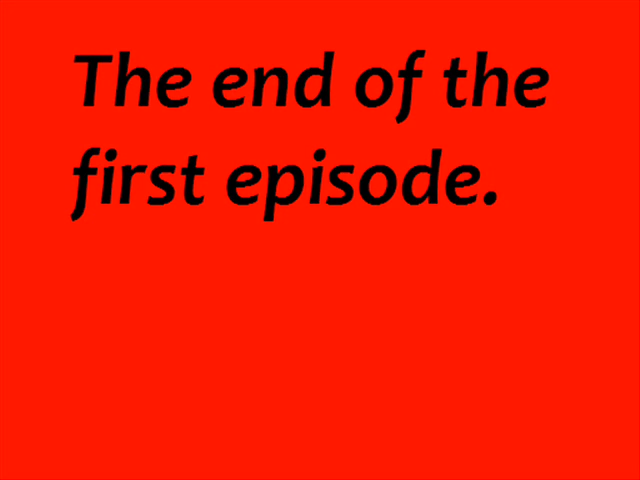 The end of the
first episode.